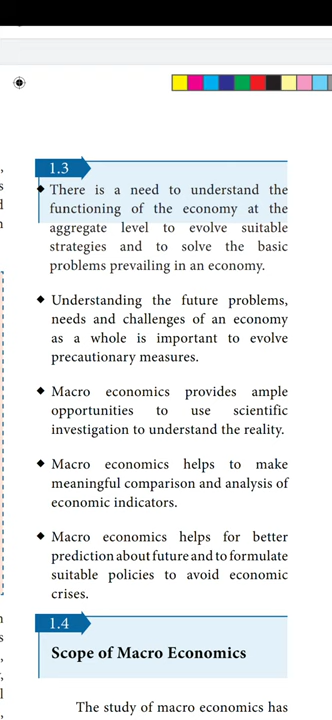 1.3
◆ There is a need to understand the
functioning of the economy at the
aggregate level to evolve suitable
strategies and to solve the basic
problems prevailing in an economy.
◆ Understanding the future problems,
needs and challenges of an economy
as a whole is important to evolve
precautionary measures.
◆ Macro economics provides ample
opportunities to use scientific
investigation to understand the reality.
◆ Macro economics helps to make
meaningful comparison and analysis of
economic indicators.
◆ Macro economics helps for better
prediction about future and to formulate
suitable policies to avoid economic
crises.
1.4
Scope of Macro Economics
The study of macro economics has